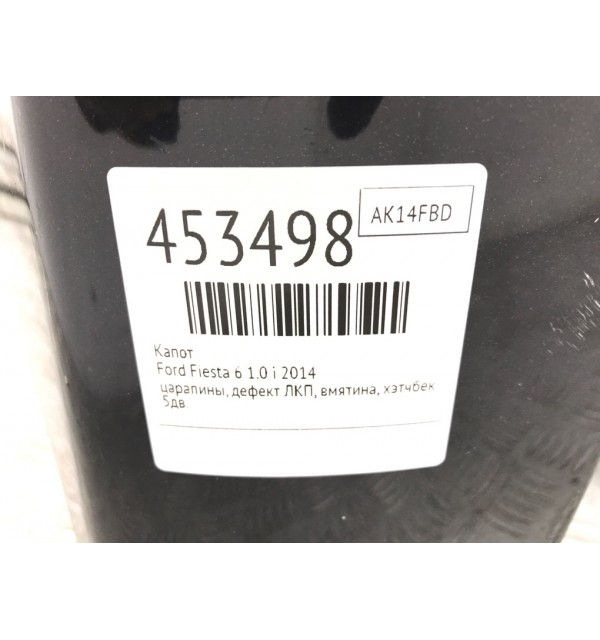 453498
AK14FBD
Капот
Ford Fiesta 6 1.0 i 2014
царапины, дефект ЛКП, вмятина, хэтчбек
5дв.